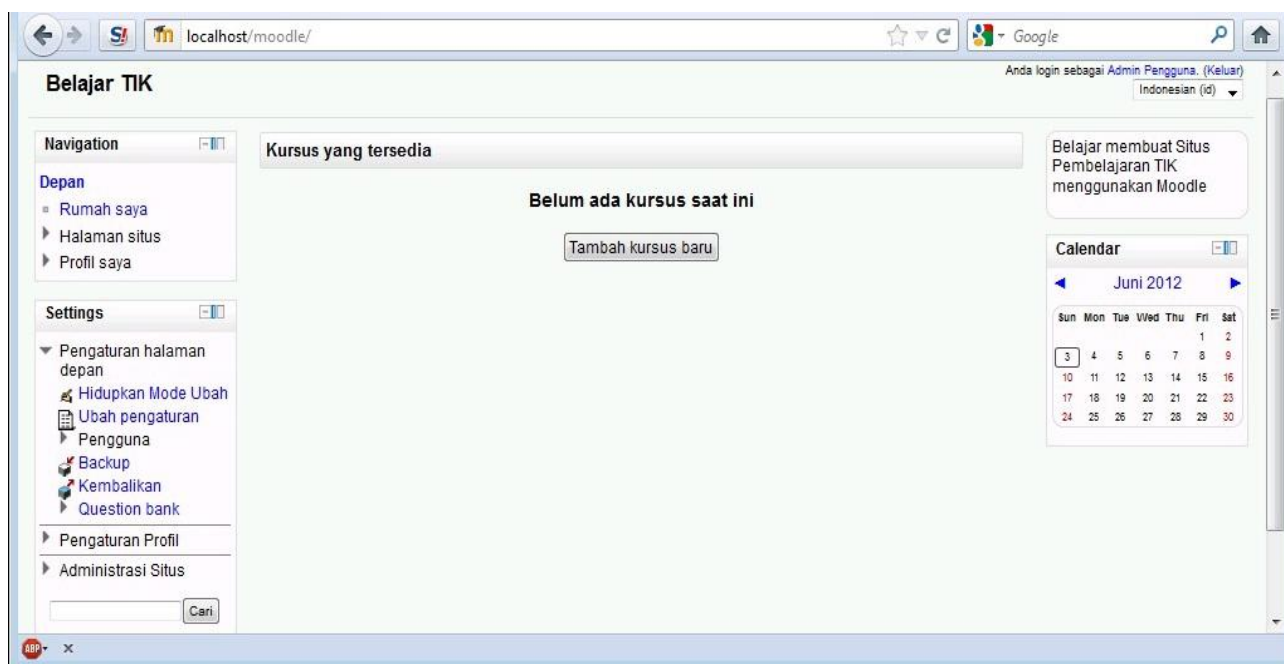 localhost/moodle/
Google
Belajar TIK
Anda login sebagai Admin Pengguna. (Keluar)
Indonesian (id)
Navigation
Depan
Rumah saya
Halaman situs
Profil saya
Settings
Pengaturan halaman
depan
Hidupkan Mode Ubah
Ubah pengaturan
Pengguna
Backup
Kembalikan
Question bank
Pengaturan Profil
Administrasi Situs
Cari
Kursus yang tersedia
Belum ada kursus saat ini
Tambah kursus baru
Belajar membuat Situs
Pembelajaran TIK
menggunakan Moodle
Calendar
Juni 2012
Sun Mon Tue Wed Thu Fri Sat
1 2
3 4 5 6 7 8 9
10 11 12 13 14 15 16
17 18 19 20 21 22 23
24 25 26 27 28 29 30
ABP